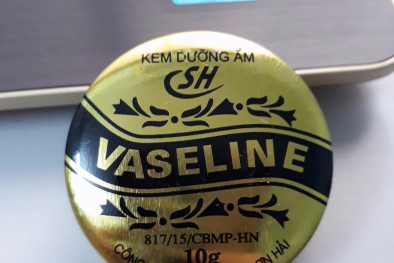 KEM DƯỠNG ẨM
SH
VASELINE
817/15/CBMP-HN
10g